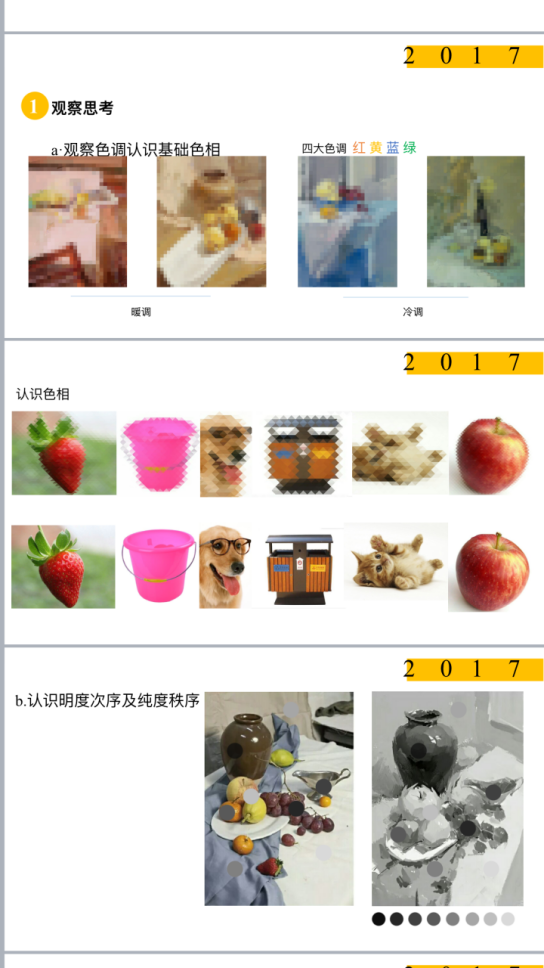 2 0 1 7
1 观察思考
a·观察色调认识基础色相
四大色调 红 黄 蓝 绿
暖调
冷调
2 0 1 7
认识色相
2 0 1 7
b.认识明度次序及纯度秩序